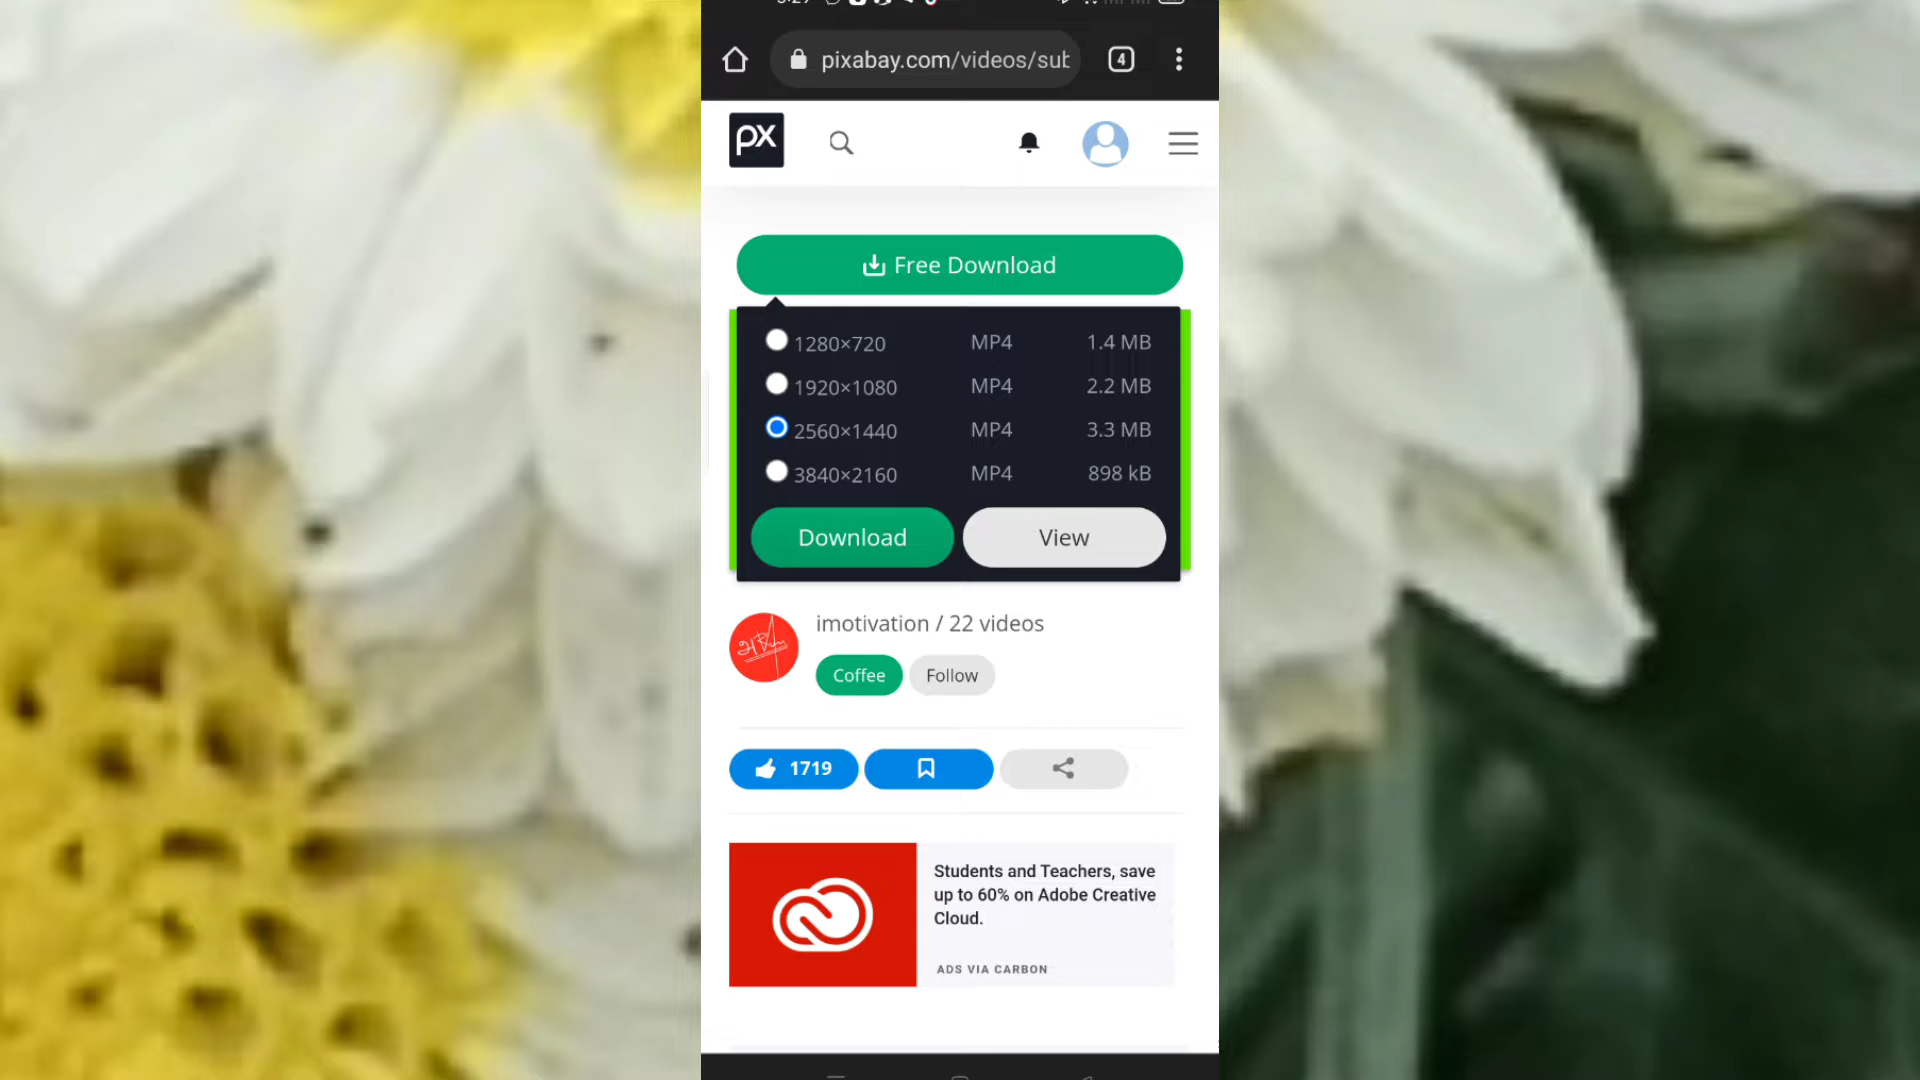 pixabay.com/videos/sub
4
px
Free Download
1280×720 MP4 1.4 MB
1920×1080 MP4 2.2 MB
2560×1440 MP4 3.3 MB
3840×2160 MP4 898 kB
Download View
imotivation / 22 videos
Coffee Follow
1719
Students and Teachers, save
up to 60% on Adobe Creative
Cloud.
ADS VIA CARBON